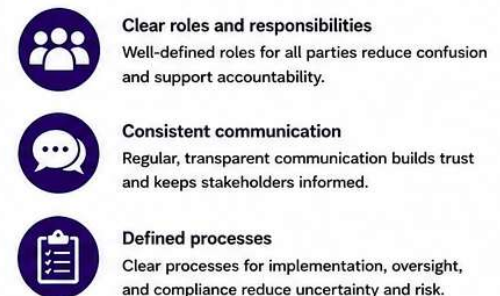 Clear roles and responsibilities
Well-defined roles for all parties reduce confusion
and support accountability.
Consistent communication
Regular, transparent communication builds trust
and keeps stakeholders informed.
Defined processes
Clear processes for implementation, oversight,
and compliance reduce uncertainty and risk.